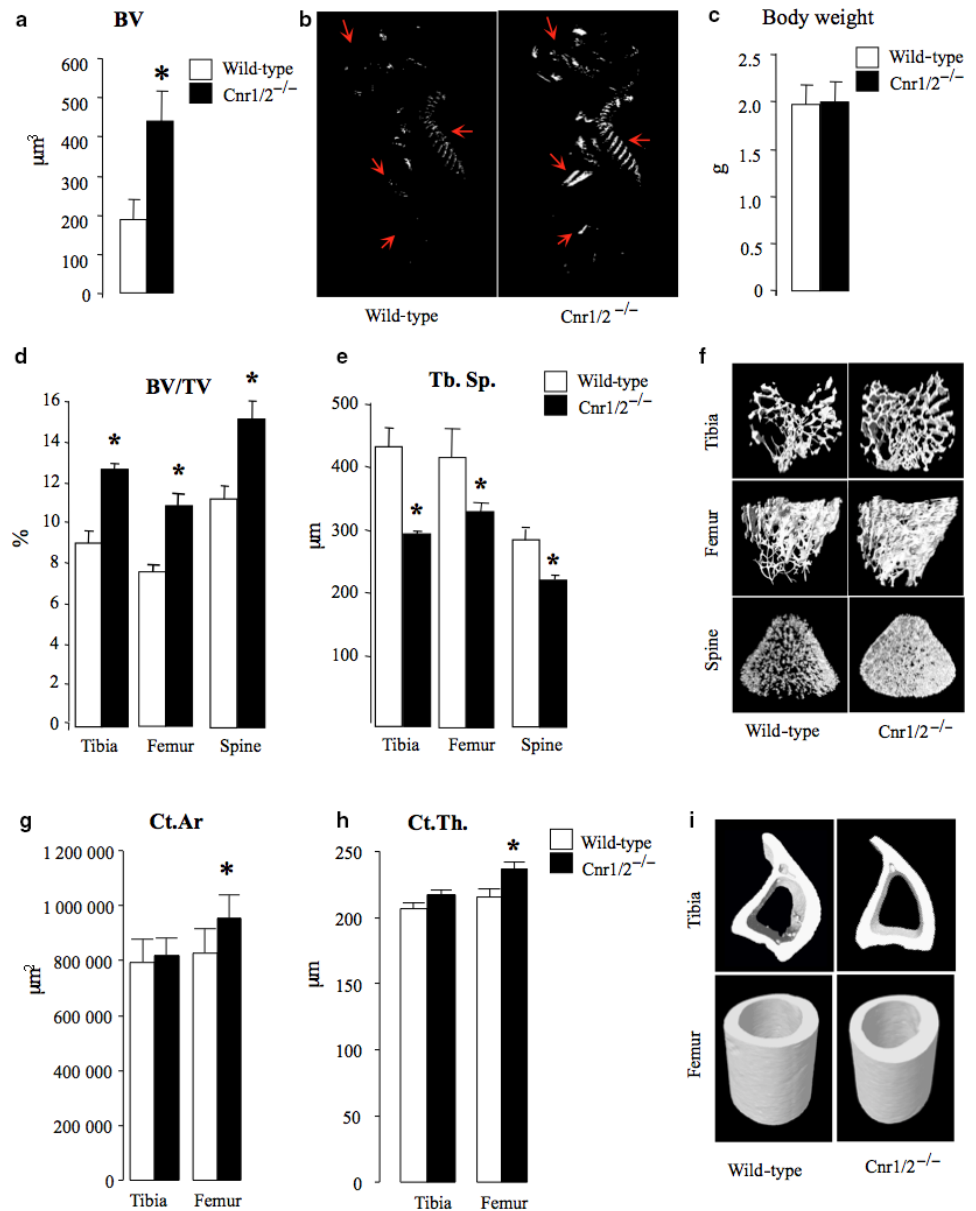 a
BV
600
500
400
300
200
100
0
μm³
*
Wild-type
Cnr1/2⁻/⁻
b
Wild-type
Cnr1/2⁻/⁻
c
Body weight
2.5
2.0
1.5
1.0
2.5
0
g
Wild-type
Cnr1/2⁻/⁻
d
BV/TV
16
14
12
10
8
6
4
2
0
%
*
*
*
Tibia Femur Spine
e
Tb. Sp.
500
400
300
200
100
μm
*
*
*
Tibia Femur Spine
Wild-type
Cnr1/2⁻/⁻
f
Tibia
Femur
Spine
Wild-type
Cnr1/2⁻/⁻
g
Ct.Ar
1 200 000
1 000 000
800 000
600 000
400 000
200 000
0
μm²
*
Tibia Femur
h
Ct.Th.
250
200
150
100
50
0
μm
*
Tibia Femur
Wild-type
Cnr1/2⁻/⁻
i
Tibia
Femur
Wild-type
Cnr1/2⁻/⁻